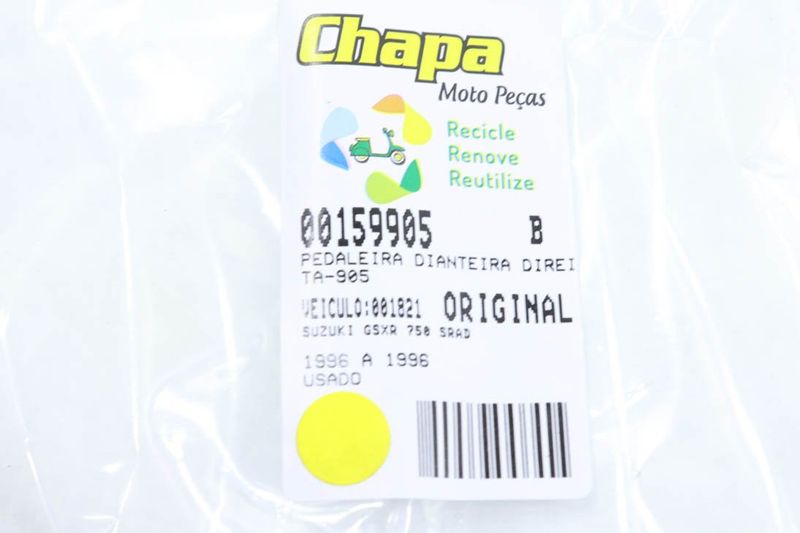 Chapa
Moto Peças
Recicle
Renove
Reutilize
00159905 B
PEDALEIRA DIANTEIRA DIREI
TA-905
VEICULO:001821 ORIGINAL
SUZUKI GSXR 750 SRAD
1996 A 1996
USADO